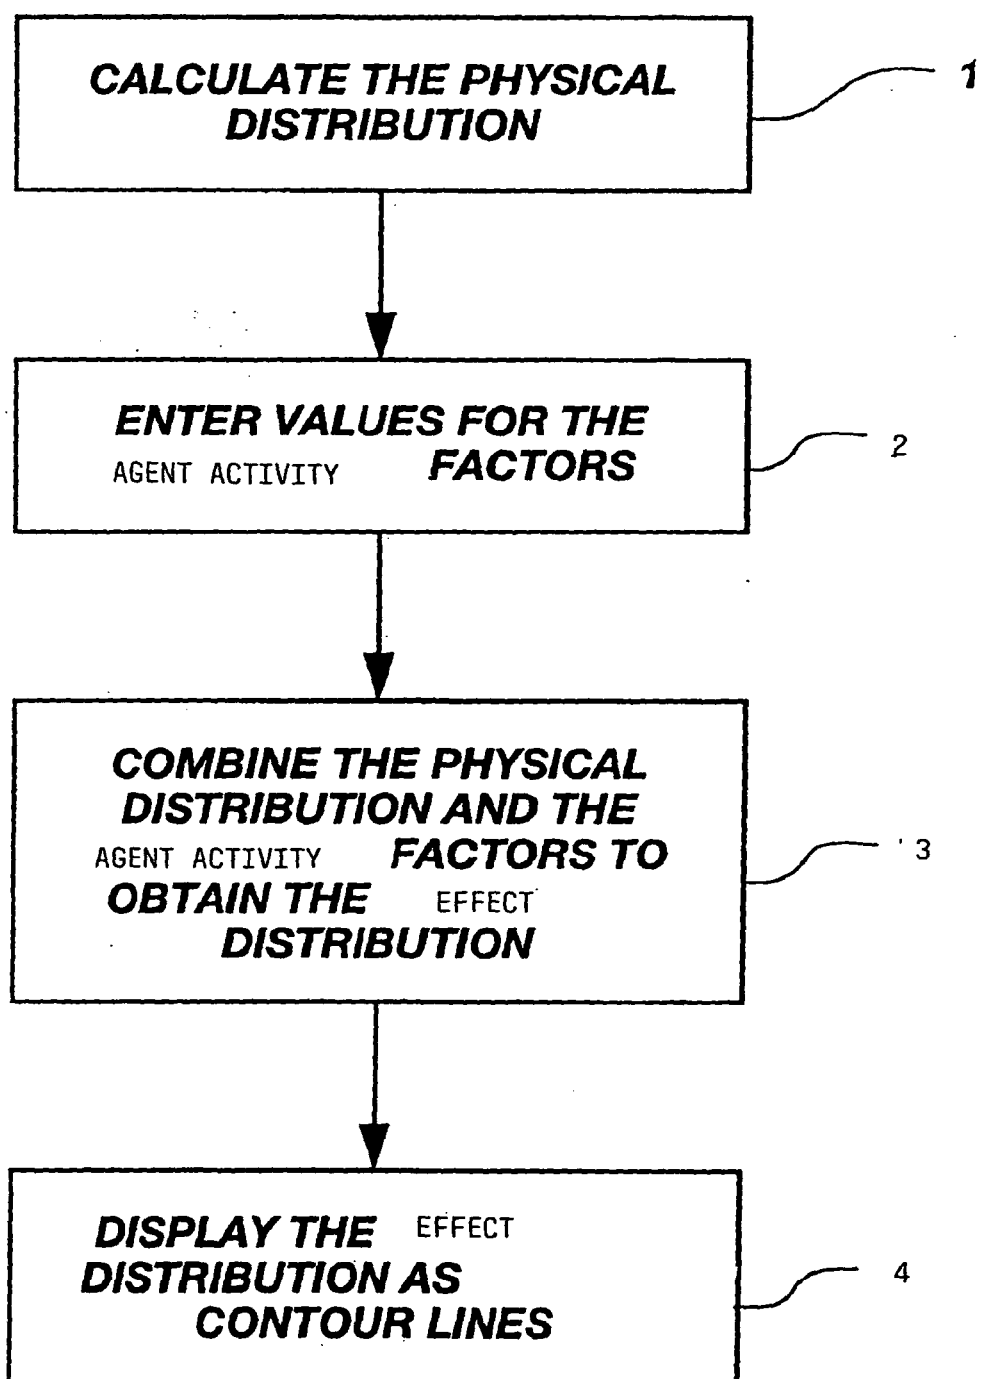 CALCULATE THE PHYSICAL
DISTRIBUTION
1
ENTER VALUES FOR THE
AGENT ACTIVITY FACTORS
2
COMBINE THE PHYSICAL
DISTRIBUTION AND THE
AGENT ACTIVITY FACTORS TO
OBTAIN THE EFFECT
DISTRIBUTION
3
DISPLAY THE EFFECT
DISTRIBUTION AS
CONTOUR LINES
4